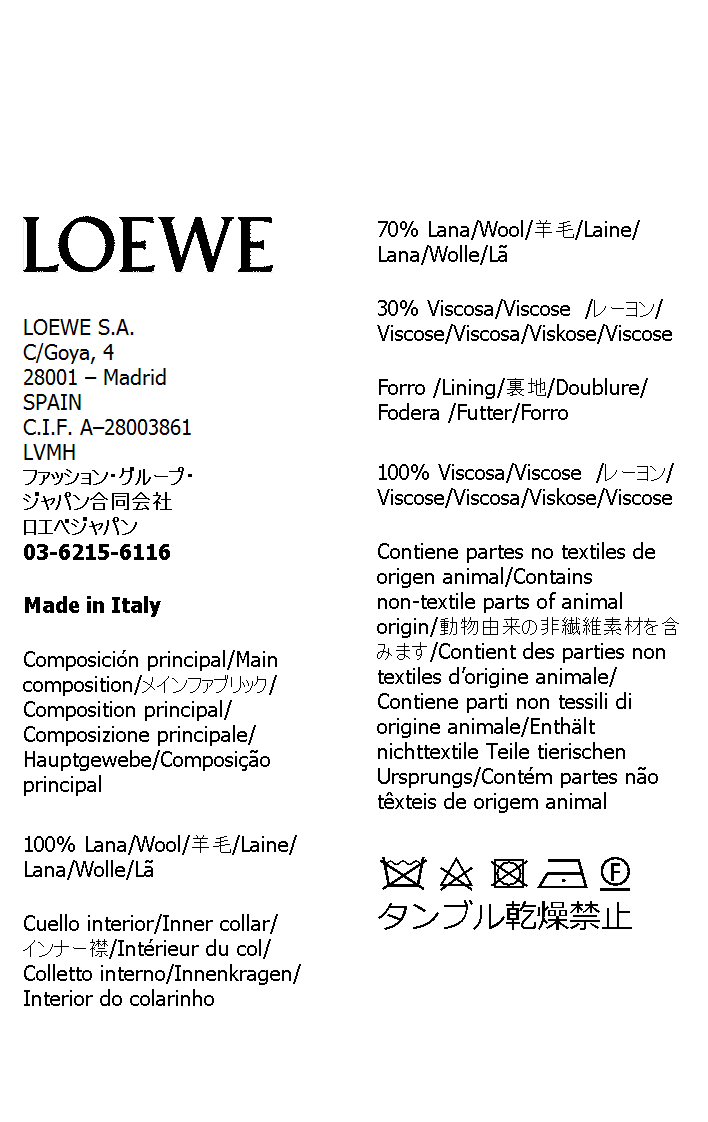 LOEWE
LOEWE S.A.
C/Goya, 4
28001 – Madrid
SPAIN
C.I.F. A–28003861
LVMH
ファッション・グループ・
ジャパン合同会社
ロエベジャパン
03-6215-6116
Made in Italy
Composición principal/Main
composition/メインファブリック/
Composition principal/
Composizione principale/
Hauptgewebe/Composição
principal
100% Lana/Wool/羊毛/Laine/
Lana/Wolle/Lã
Cuello interior/Inner collar/
インナー襟/Intérieur du col/
Colletto interno/Innenkragen/
Interior do colarinho
70% Lana/Wool/羊毛/Laine/
Lana/Wolle/Lã
30% Viscosa/Viscose /レーヨン/
Viscose/Viscosa/Viskose/Viscose
Forro /Lining/裏地/Doublure/
Fodera /Futter/Forro
100% Viscosa/Viscose /レーヨン/
Viscose/Viscosa/Viskose/Viscose
Contiene partes no textiles de
origen animal/Contains
non-textile parts of animal
origin/動物由来の非繊維素材を含
みます/Contient des parties non
textiles d’origine animale/
Contiene parti non tessili di
origine animale/Enthält
nichttextile Teile tierischen
Ursprungs/Contém partes não
têxteis de origem animal
F
タンブル乾燥禁止